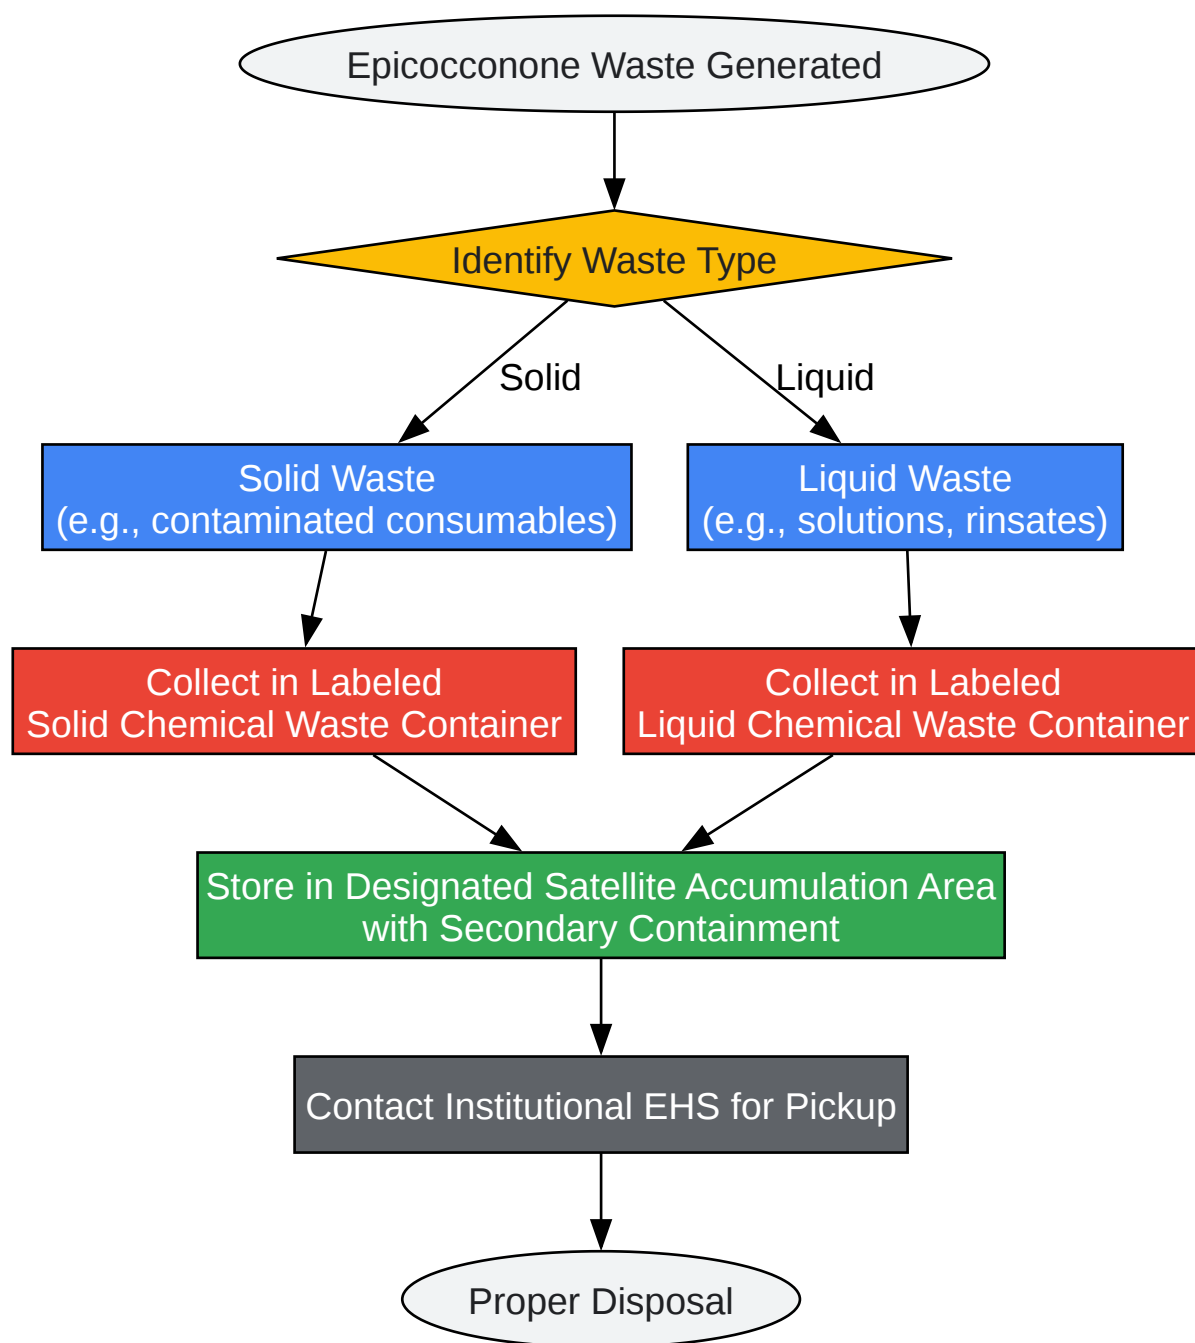 Epicocconone Waste Generated
Identify Waste Type
Solid
Liquid
Solid Waste
(e.g., contaminated consumables)
Liquid Waste
(e.g., solutions, rinsates)
Collect in Labeled
Solid Chemical Waste Container
Collect in Labeled
Liquid Chemical Waste Container
Store in Designated Satellite Accumulation Area
with Secondary Containment
Contact Institutional EHS for Pickup
Proper Disposal